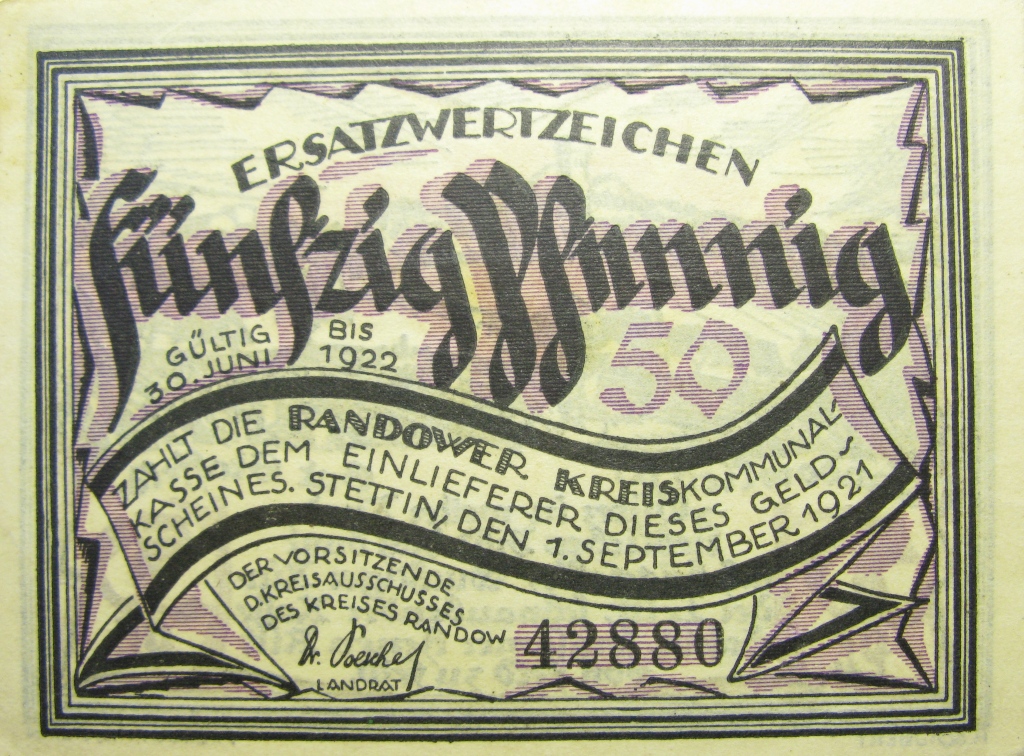 ERSATZWERTZEICHEN
fünfzig Pfennig
50
GÜLTIG BIS
30. JUNI 1922
ZAHLT DIE RANDOWER KREISKOMMUNAL-
KASSE DEM EINLIEFERER DIESES GELD-
SCHEINES. STETTIN, DEN 1. SEPTEMBER 1921
DER VORSITZENDE
D. KREISAUSSCHUSSES
DES KREISES RANDOW
Dr.
LANDRAT
42880